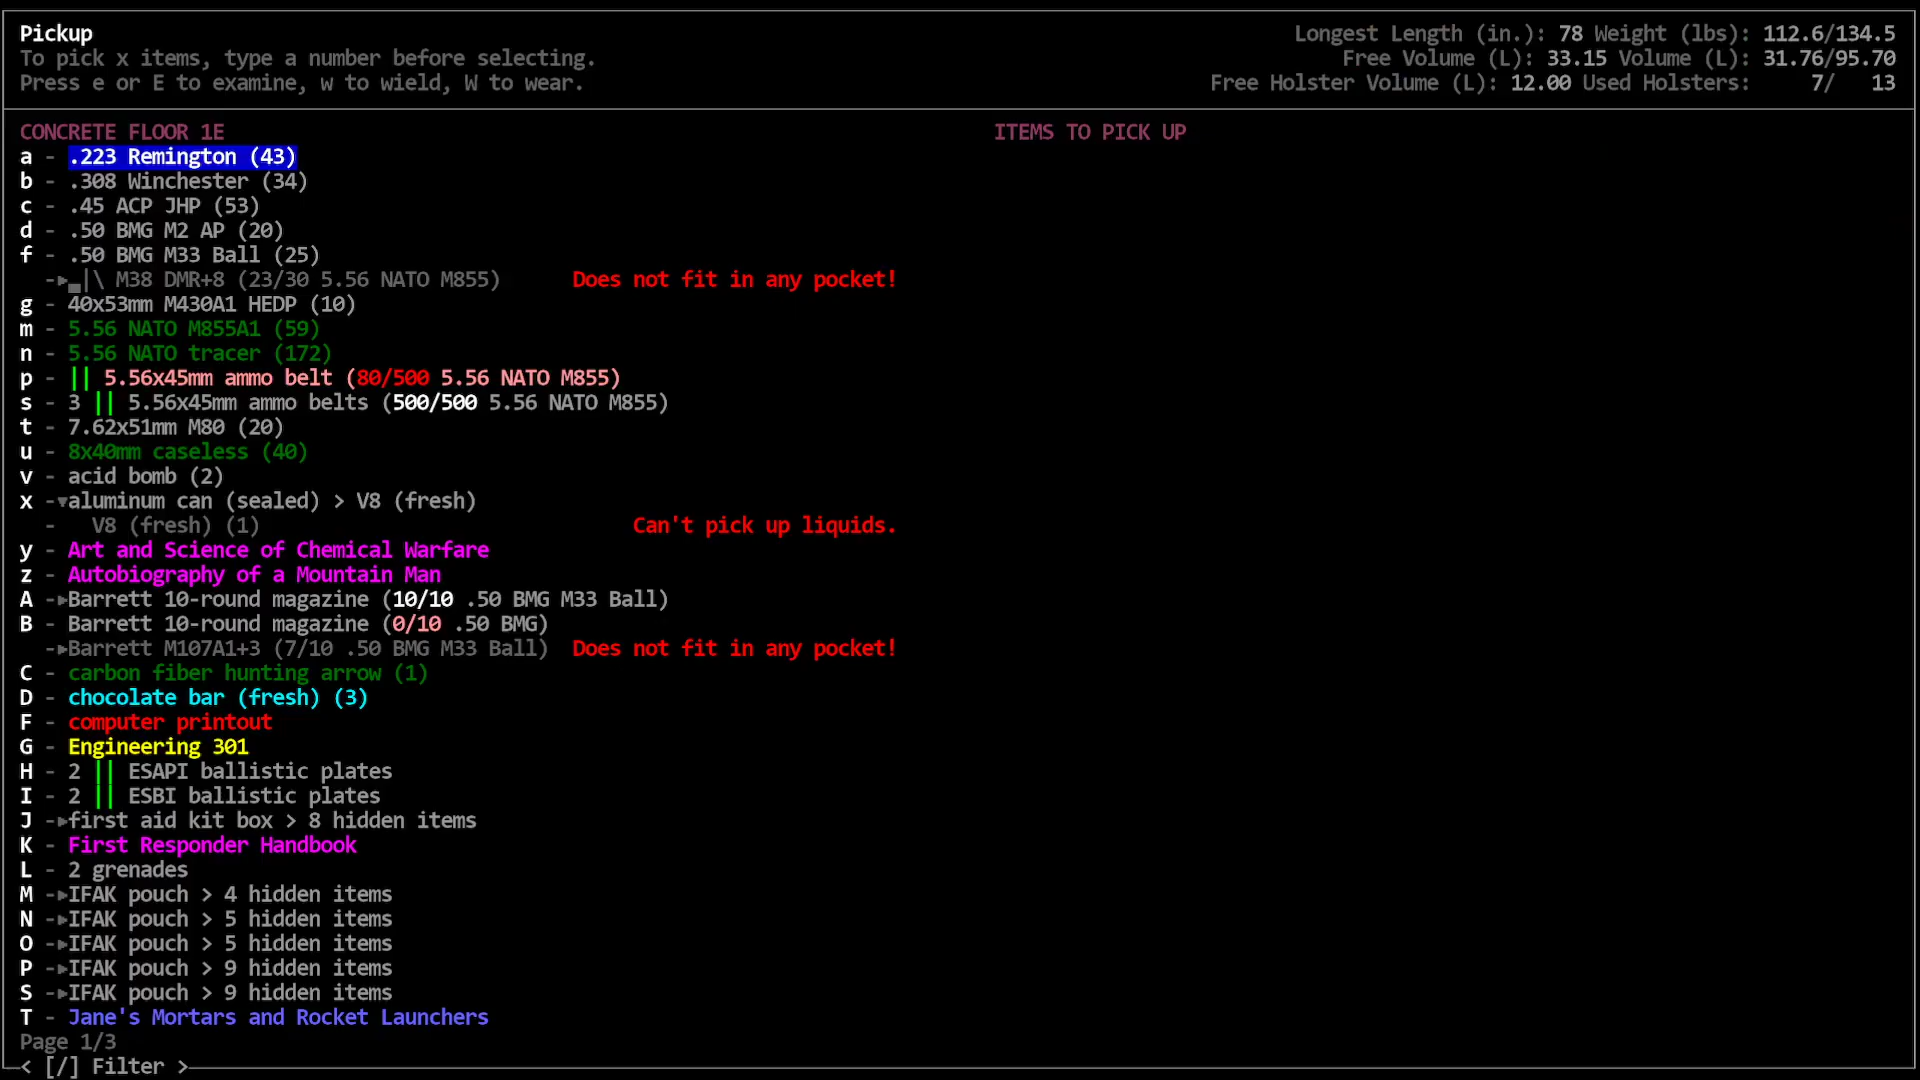 Pickup
To pick x items, type a number before selecting.
Press e or E to examine, w to wield, W to wear.
Longest Length (in.): 78 Weight (lbs): 112.6/134.5
Free Volume (L): 33.15 Volume (L): 31.76/95.70
Free Holster Volume (L): 12.00 Used Holsters: 7/ 13
CONCRETE FLOOR 1E
ITEMS TO PICK UP
a - .223 Remington (43)
b - .308 Winchester (34)
c - .45 ACP JHP (53)
d - .50 BMG M2 AP (20)
f - .50 BMG M33 Ball (25)
-▶▄|\ M38 DMR+8 (23/30 5.56 NATO M855) Does not fit in any pocket!
g - 40x53mm M430A1 HEDP (10)
m - 5.56 NATO M855A1 (59)
n - 5.56 NATO tracer (172)
p - || 5.56x45mm ammo belt (80/500 5.56 NATO M855)
s - 3 || 5.56x45mm ammo belts (500/500 5.56 NATO M855)
t - 7.62x51mm M80 (20)
u - 8x40mm caseless (40)
v - acid bomb (2)
x -▼aluminum can (sealed) > V8 (fresh)
- V8 (fresh) (1) Can't pick up liquids.
y - Art and Science of Chemical Warfare
z - Autobiography of a Mountain Man
A -▶Barrett 10-round magazine (10/10 .50 BMG M33 Ball)
B - Barrett 10-round magazine (0/10 .50 BMG)
-▶Barrett M107A1+3 (7/10 .50 BMG M33 Ball) Does not fit in any pocket!
C - carbon fiber hunting arrow (1)
D - chocolate bar (fresh) (3)
F - computer printout
G - Engineering 301
H - 2 || ESAPI ballistic plates
I - 2 || ESBI ballistic plates
J -▶first aid kit box > 8 hidden items
K - First Responder Handbook
L - 2 grenades
M -▶IFAK pouch > 4 hidden items
N -▶IFAK pouch > 5 hidden items
O -▶IFAK pouch > 5 hidden items
P -▶IFAK pouch > 9 hidden items
S -▶IFAK pouch > 9 hidden items
T - Jane's Mortars and Rocket Launchers
Page 1/3
< [/] Filter >